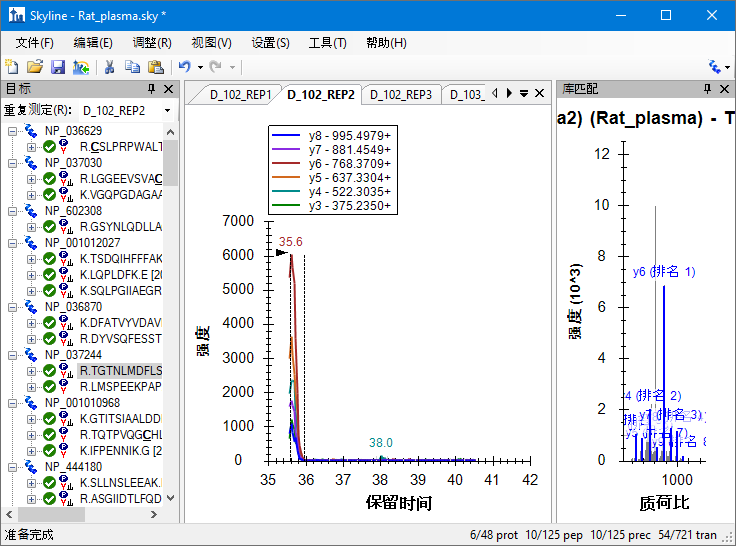 Skyline - Rat_plasma.sky *
文件(F) 编辑(E) 调整(R) 视图(V) 设置(S) 工具(T) 帮助(H)
目标
重复测定(R): D_102_REP2
NP_036629
R.CSLPRPWALT
NP_037030
R.LGGEEVSVAC
K.VGQPGDAGAA
NP_602308
R.GSYNLQDLLA
NP_001012027
K.TSDQIHFFFAK
K.LQPLDFK.E [20
K.SQLPGIIAEGR
NP_036870
K.DFATVYVDAV
R.DYVSQFESST
NP_037244
R.TGTNLMDFLS
R.LMSPEEKPAP
NP_001010968
K.GTITSIAALDD
R.TQTPVQGCHL
K.IFPENNIK.G [2
NP_444180
K.SLLNSLEEAK.
R.ASGIIDTLFQD
D_102_REP1 D_102_REP2 D_102_REP3 D_103_
y8 - 995.4979+
y7 - 881.4549+
y6 - 768.3709+
y5 - 637.3304+
y4 - 522.3035+
y3 - 375.2350+
7000
6000
5000
4000
3000
2000
1000
0
强度
35.6
38.0
35 36 37 38 39 40 41 42
保留时间
库匹配
a2) (Rat_plasma) - T
12
10
8
6
4
2
0
强度 (10^3)
y6 (排名 1)
4 (排名 2)
y7 (排名 3)
1000
质荷比
准备完成
6/48 prot 10/125 pep 10/125 prec 54/721 tran